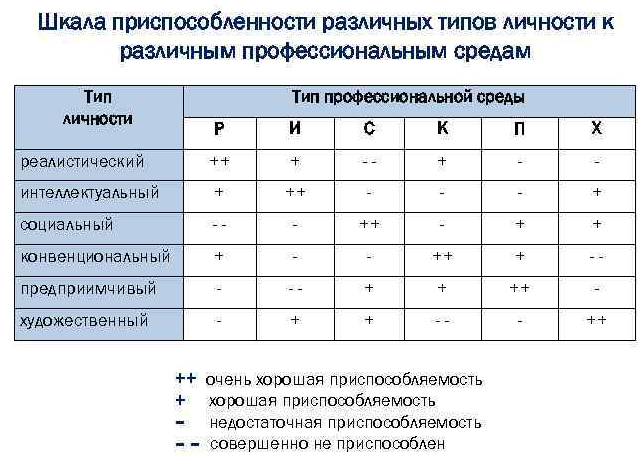 Шкала приспособленности различных типов личности к
различным профессиональным средам
Тип личности Тип профессиональной среды
Р И С К П Х
реалистический ++ + -- + - -
интеллектуальный + ++ - - - +
социальный -- - ++ - + +
конвенциональный + - - ++ + --
предприимчивый - -- + + ++ -
художественный - + + -- - ++
++ очень хорошая приспособляемость
+ хорошая приспособляемость
– недостаточная приспособляемость
– – совершенно не приспособлен